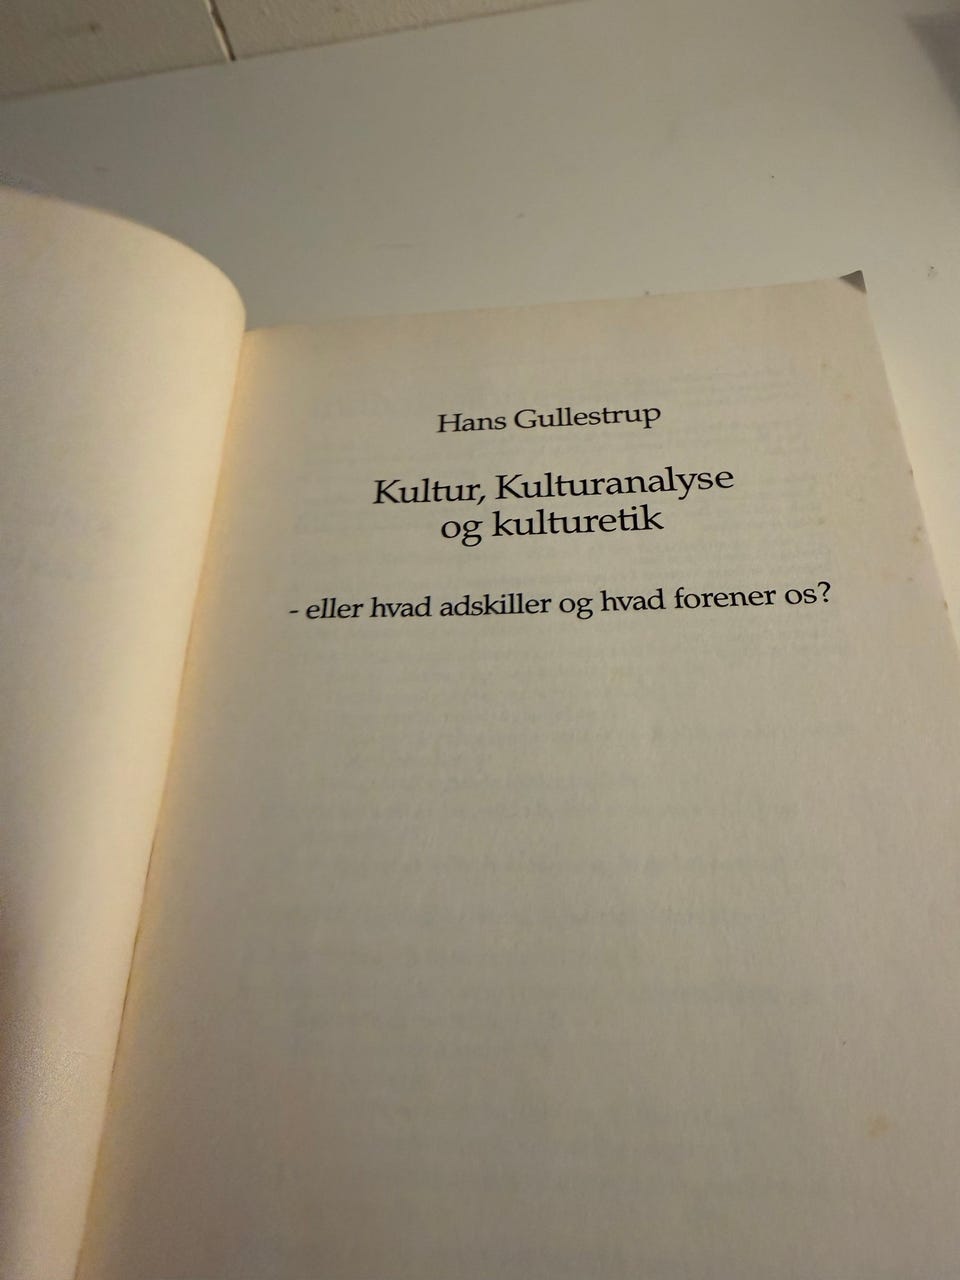 Hans Gullestrup
Kultur, Kulturanalyse
og kulturetik
- eller hvad adskiller og hvad forener os?